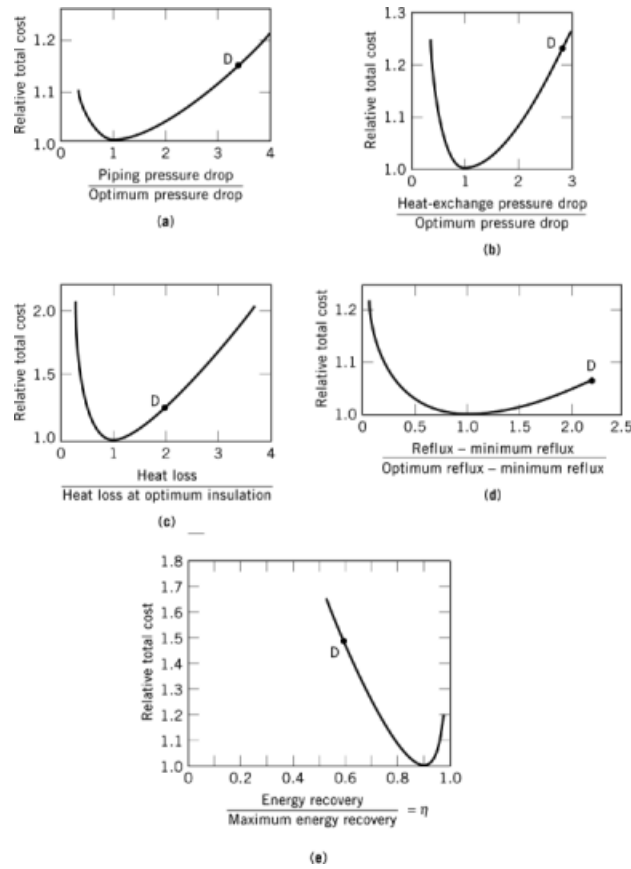 Relative total cost
1.2
1.1
1.0
0 1 2 3 4
D
Piping pressure drop
Optimum pressure drop
(a)
Relative total cost
1.3
1.2
1.1
1.0
0 1 2 3
D
Heat-exchange pressure drop
Optimum pressure drop
(b)
Relative total cost
2.0
1.5
1.0
0 1 2 3 4
D
Heat loss
Heat loss at optimum insulation
(c)
Relative total cost
1.2
1.1
1.0
0 0.5 1.0 1.5 2.0 2.5
D
Reflux – minimum reflux
Optimum reflux – minimum reflux
(d)
Relative total cost
1.8
1.7
1.6
1.5
1.4
1.3
1.2
1.1
1.0
0 0.2 0.4 0.6 0.8 1.0
D
Energy recovery
Maximum energy recovery
= η
(e)